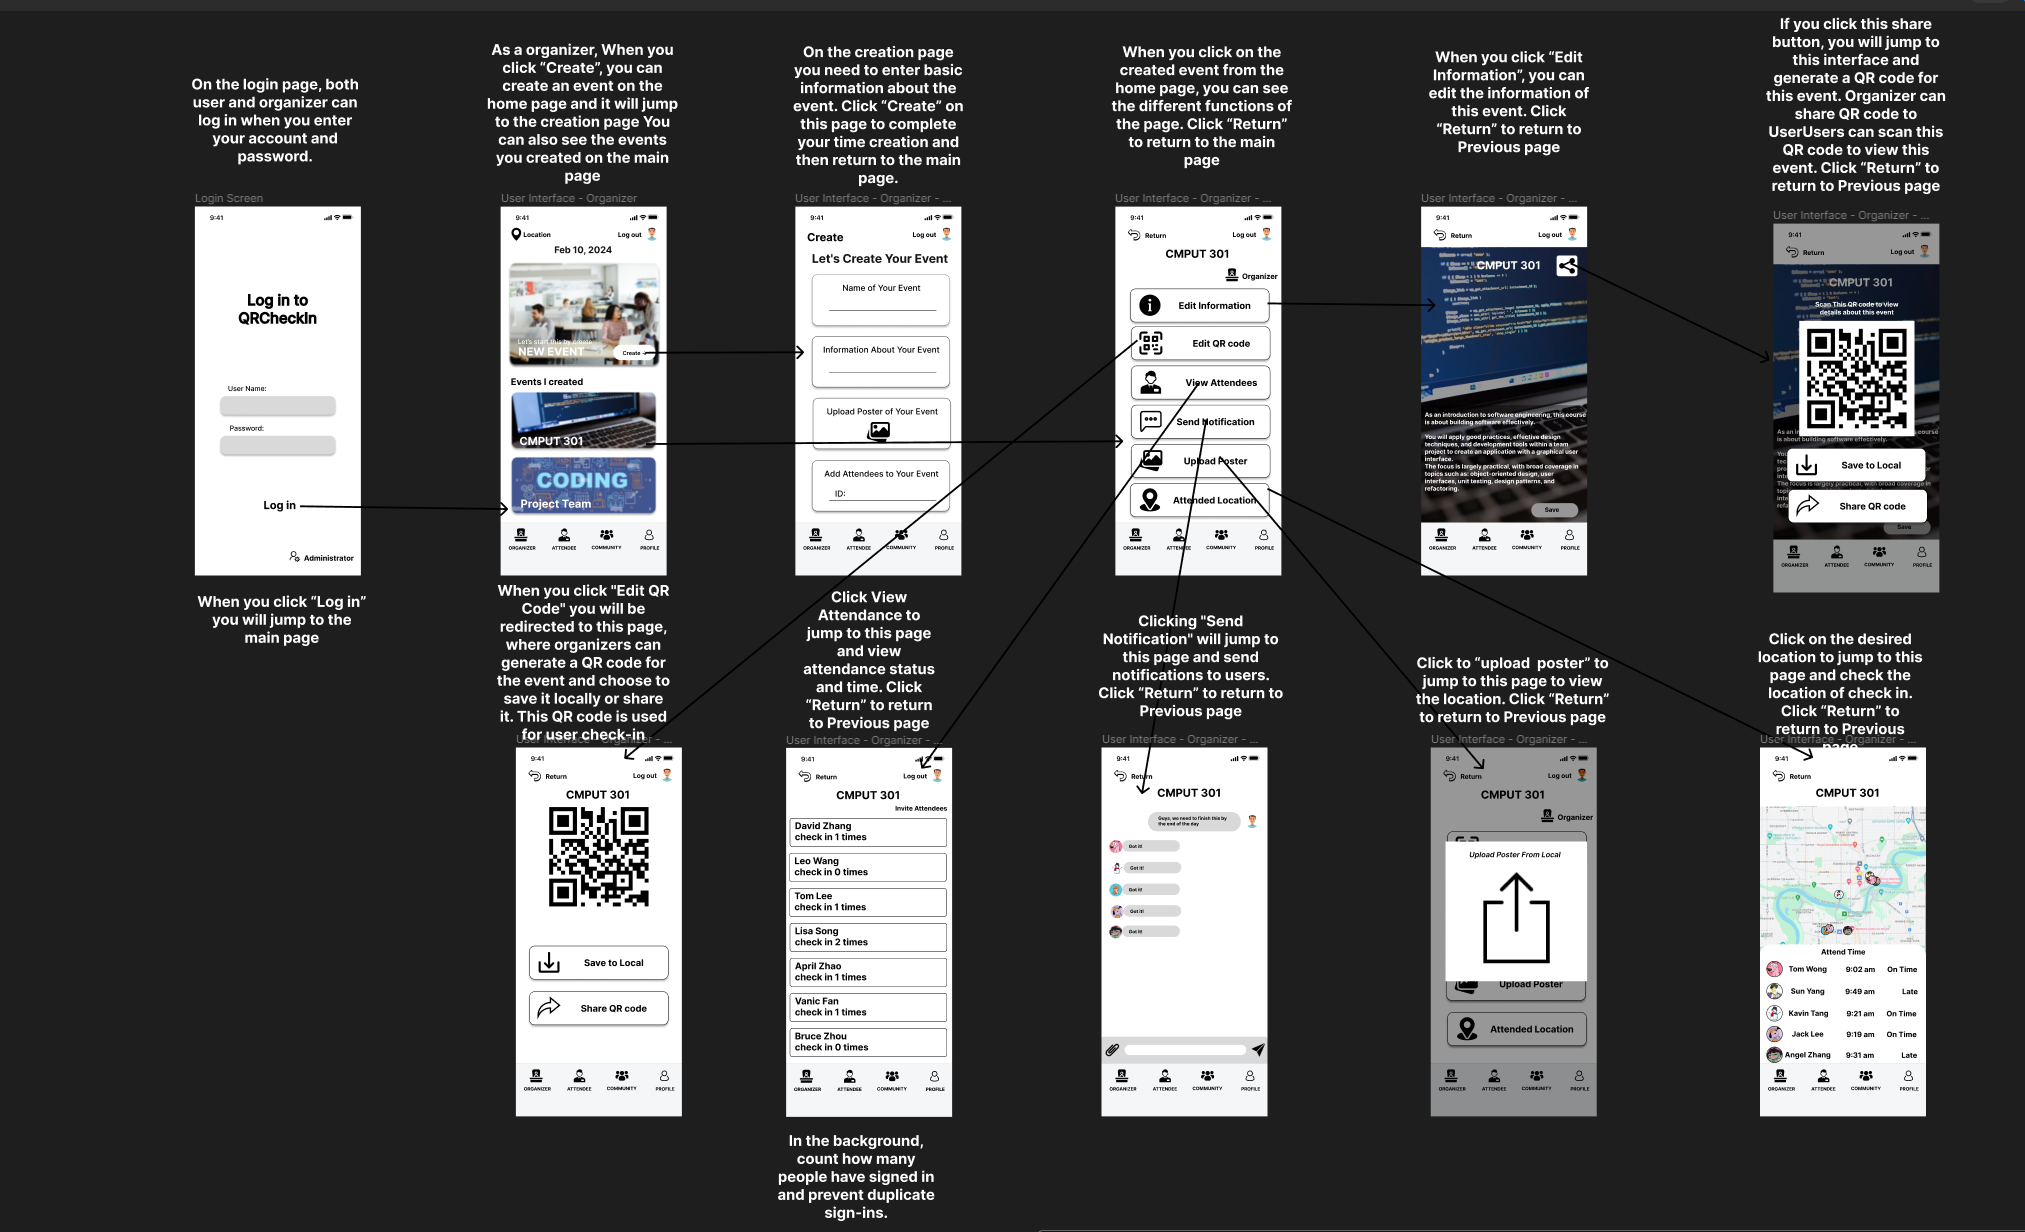 On the login page, both
user and organizer can
log in when you enter
your account and
password.
As a organizer, When you
click “Create”, you can
create an event on the
home page and it will jump
to the creation page You
can also see the events
you created on the main
page
On the creation page
you need to enter basic
information about the
event. Click “Create” on
this page to complete
your time creation and
then return to the main
page.
When you click on the
created event from the
home page, you can see
the different functions of
the page. Click “Return”
to return to the main
page
When you click “Edit
Information”, you can
edit the information of
this event. Click
“Return” to return to
Previous page
If you click this share
button, you will jump to
this interface and
generate a QR code for
this event. Organizer can
share QR code to
UserUsers can scan this
QR code to view this
event. Click “Return” to
return to Previous page
Login Screen
9:41
Log in to
QRCheckIn
User Name:
Password:
Log in
Administrator
When you click “Log in”
you will jump to the
main page
User Interface - Organizer
9:41
Location
Log out
Feb 10, 2024
Let's start this by create
NEW EVENT
Create
Events I created
CMPUT 301
CODING
Project Team
ORGANIZER ATTENDEE COMMUNITY PROFILE
User Interface - Organizer - ...
9:41
Create
Log out
Let's Create Your Event
Name of Your Event
Information About Your Event
Upload Poster of Your Event
Add Attendees to Your Event
ID:
ORGANIZER ATTENDEE COMMUNITY PROFILE
User Interface - Organizer - ...
9:41
Return
Log out
CMPUT 301
Organizer
Edit Information
Edit QR code
View Attendees
Send Notification
Upload Poster
Attended Location
ORGANIZER ATTENDEE COMMUNITY PROFILE
User Interface - Organizer - ...
9:41
Return
Log out
CMPUT 301
As an introduction to software engineering, this course
is about building software effectively.
You will apply good practices, effective design
techniques, and development tools within a team
project to create an application with a graphical user
interface.
The focus is largely practical, with broad coverage in
topics such as: object-oriented design, user
interfaces, unit testing, design patterns, and
refactoring.
Save
ORGANIZER ATTENDEE COMMUNITY PROFILE
User Interface - Organizer - ...
9:41
Return
Log out
CMPUT 301
Scan This QR code to view
details about this event
is about building software effectively.
Save to Local
Share QR code
Save
ORGANIZER ATTENDEE COMMUNITY PROFILE
When you click "Edit QR
Code" you will be
redirected to this page,
where organizers can
generate a QR code for
the event and choose to
save it locally or share
it. This QR code is used
for user check-in
User Interface - Organizer - ...
9:41
Return
Log out
CMPUT 301
Save to Local
Share QR code
ORGANIZER ATTENDEE COMMUNITY PROFILE
Click View
Attendance to
jump to this page
and view
attendance status
and time. Click
“Return” to return
to Previous page
User Interface - Organizer - ...
9:41
Return
Log out
CMPUT 301
Invite Attendees
David Zhang
check in 1 times
Leo Wang
check in 0 times
Tom Lee
check in 1 times
Lisa Song
check in 2 times
April Zhao
check in 1 times
Vanic Fan
check in 1 times
Bruce Zhou
check in 0 times
ORGANIZER ATTENDEE COMMUNITY PROFILE
In the background,
count how many
people have signed in
and prevent duplicate
sign-ins.
Clicking "Send
Notification" will jump to
this page and send
notifications to users.
Click “Return” to return to
Previous page
User Interface - Organizer - ...
9:41
Return
CMPUT 301
Guys, we need to finish this by
the end of the day
Got it!
Got it!
Got it!
Got it!
Got it!
ORGANIZER ATTENDEE COMMUNITY PROFILE
Click to “upload poster” to
jump to this page to view
the location. Click “Return”
to return to Previous page
User Interface - Organizer - ...
9:41
Return
Log out
CMPUT 301
Organizer
Upload Poster From Local
Upload Poster
Attended Location
ORGANIZER ATTENDEE COMMUNITY PROFILE
Click on the desired
location to jump to this
page and check the
location of check in.
Click “Return” to
return to Previous
page
User Interface - Organizer - ...
9:41
Return
CMPUT 301
Attend Time
Tom Wong 9:02 am On Time
Sun Yang 9:49 am Late
Kavin Tang 9:21 am On Time
Jack Lee 9:19 am On Time
Angel Zhang 9:31 am Late
ORGANIZER ATTENDEE COMMUNITY PROFILE